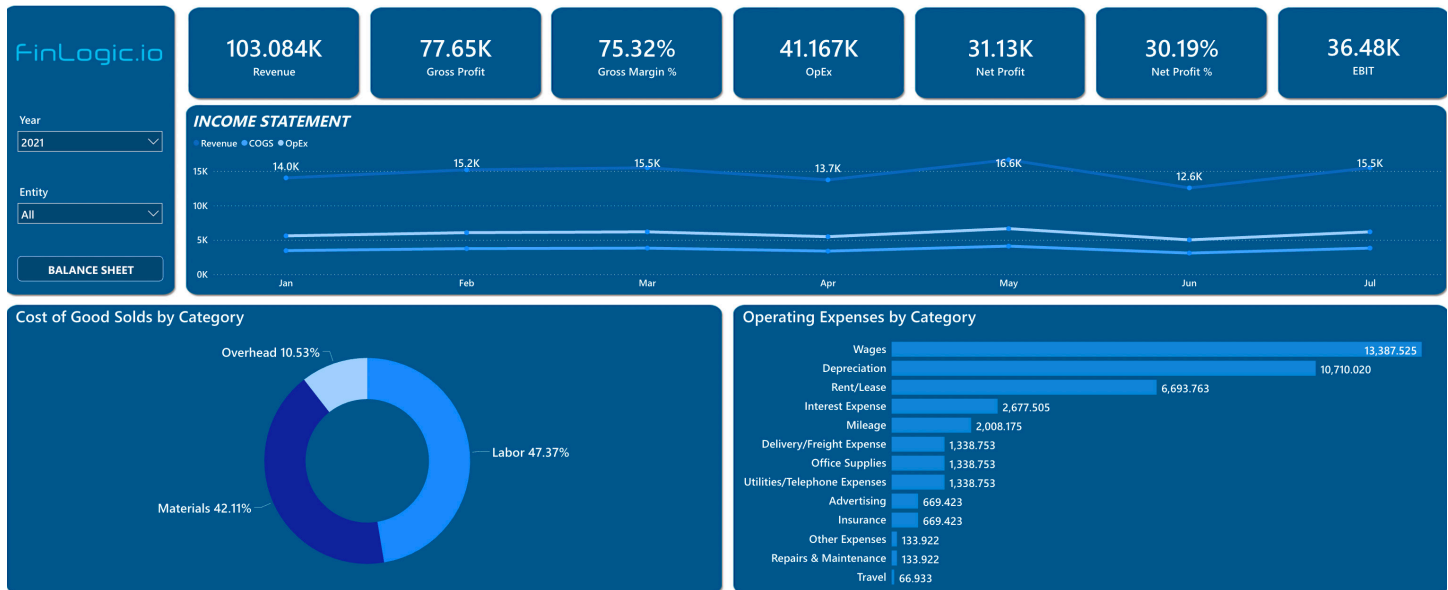 FinLogic.io
103.084K
Revenue
77.65K
Gross Profit
75.32%
Gross Margin %
41.167K
OpEx
31.13K
Net Profit
30.19%
Net Profit %
36.48K
EBIT
Year
2021
Entity
All
BALANCE SHEET
INCOME STATEMENT
Revenue COGS OpEx
15K
10K
5K
0K
14.0K
15.2K
15.5K
13.7K
16.6K
12.6K
15.5K
Jan
Feb
Mar
Apr
May
Jun
Jul
Cost of Good Solds by Category
Overhead 10.53%
Labor 47.37%
Materials 42.11%
Operating Expenses by Category
Wages 13,387.525
Depreciation 10,710.020
Rent/Lease 6,693.763
Interest Expense 2,677.505
Mileage 2,008.175
Delivery/Freight Expense 1,338.753
Office Supplies 1,338.753
Utilities/Telephone Expenses 1,338.753
Advertising 669.423
Insurance 669.423
Other Expenses 133.922
Repairs & Maintenance 133.922
Travel 66.933